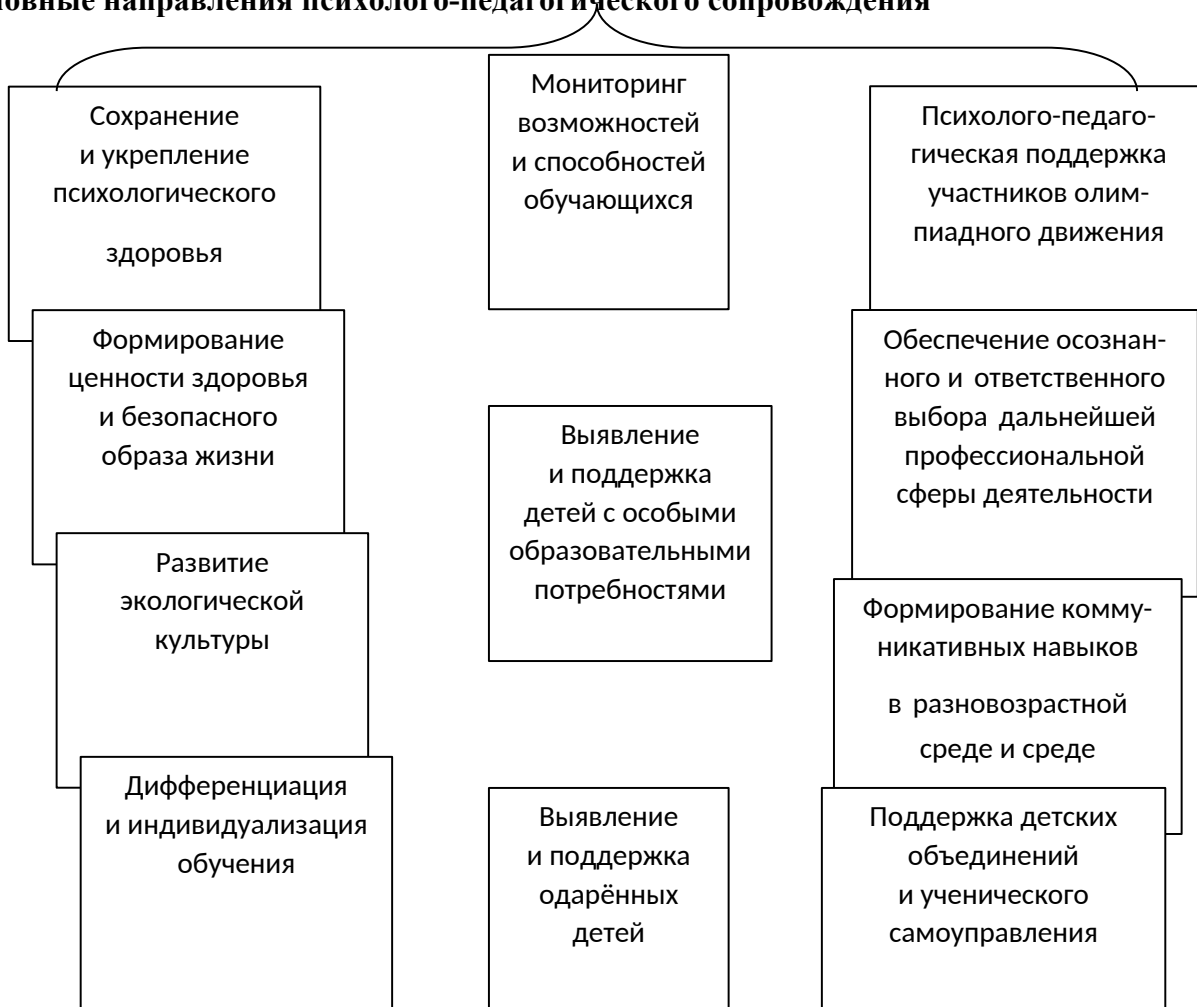 новные направления психолого-педагогического сопровождения
Сохранение
и укрепление
психологического
здоровья
Формирование
ценности здоровья
и безопасного
образа жизни
Развитие
экологической
культуры
Дифференциация
и индивидуализация
обучения
Мониторинг
возможностей
и способностей
обучающихся
Выявление
и поддержка
детей с особыми
образовательными
потребностями
Выявление
и поддержка
одарённых
детей
Психолого-педаго-
гическая поддержка
участников олим-
пиадного движения
Обеспечение осознан-
ного и ответственного
выбора дальнейшей
профессиональной
сферы деятельности
Формирование комму-
никативных навыков
в разновозрастной
среде и среде
Поддержка детских
объединений
и ученического
самоуправления